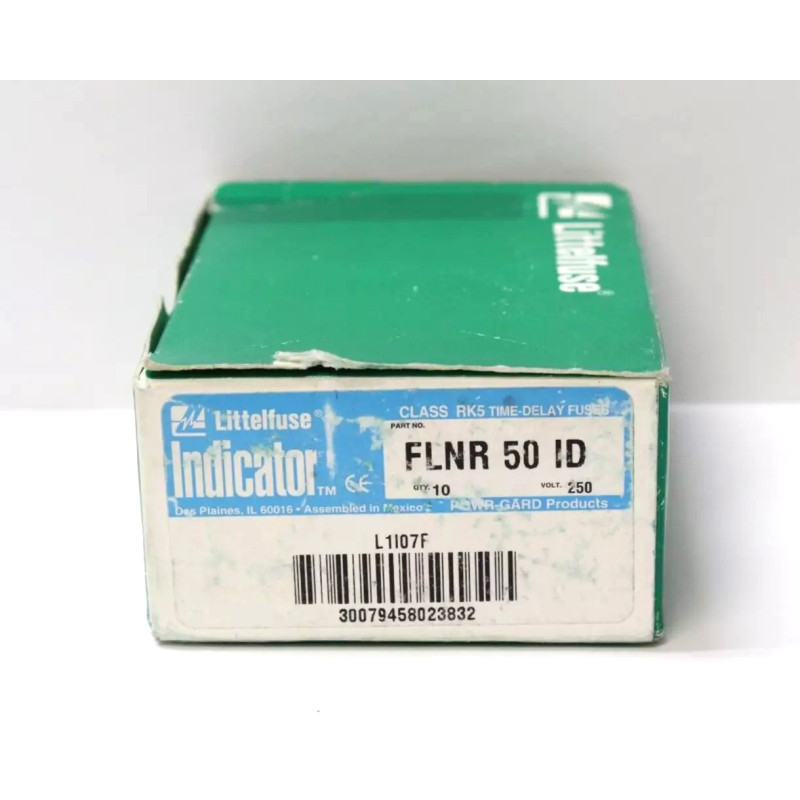 Littelfuse®
Littelfuse®
CLASS RK5 TIME-DELAY FUSES
PART NO.
Indicator™ CE
FLNR 50 ID
QTY. 10 VOLT. 250
Des Plaines, IL 60016 • Assembled in Mexico
POWR-GARD Products
L1I07F
30079458023832